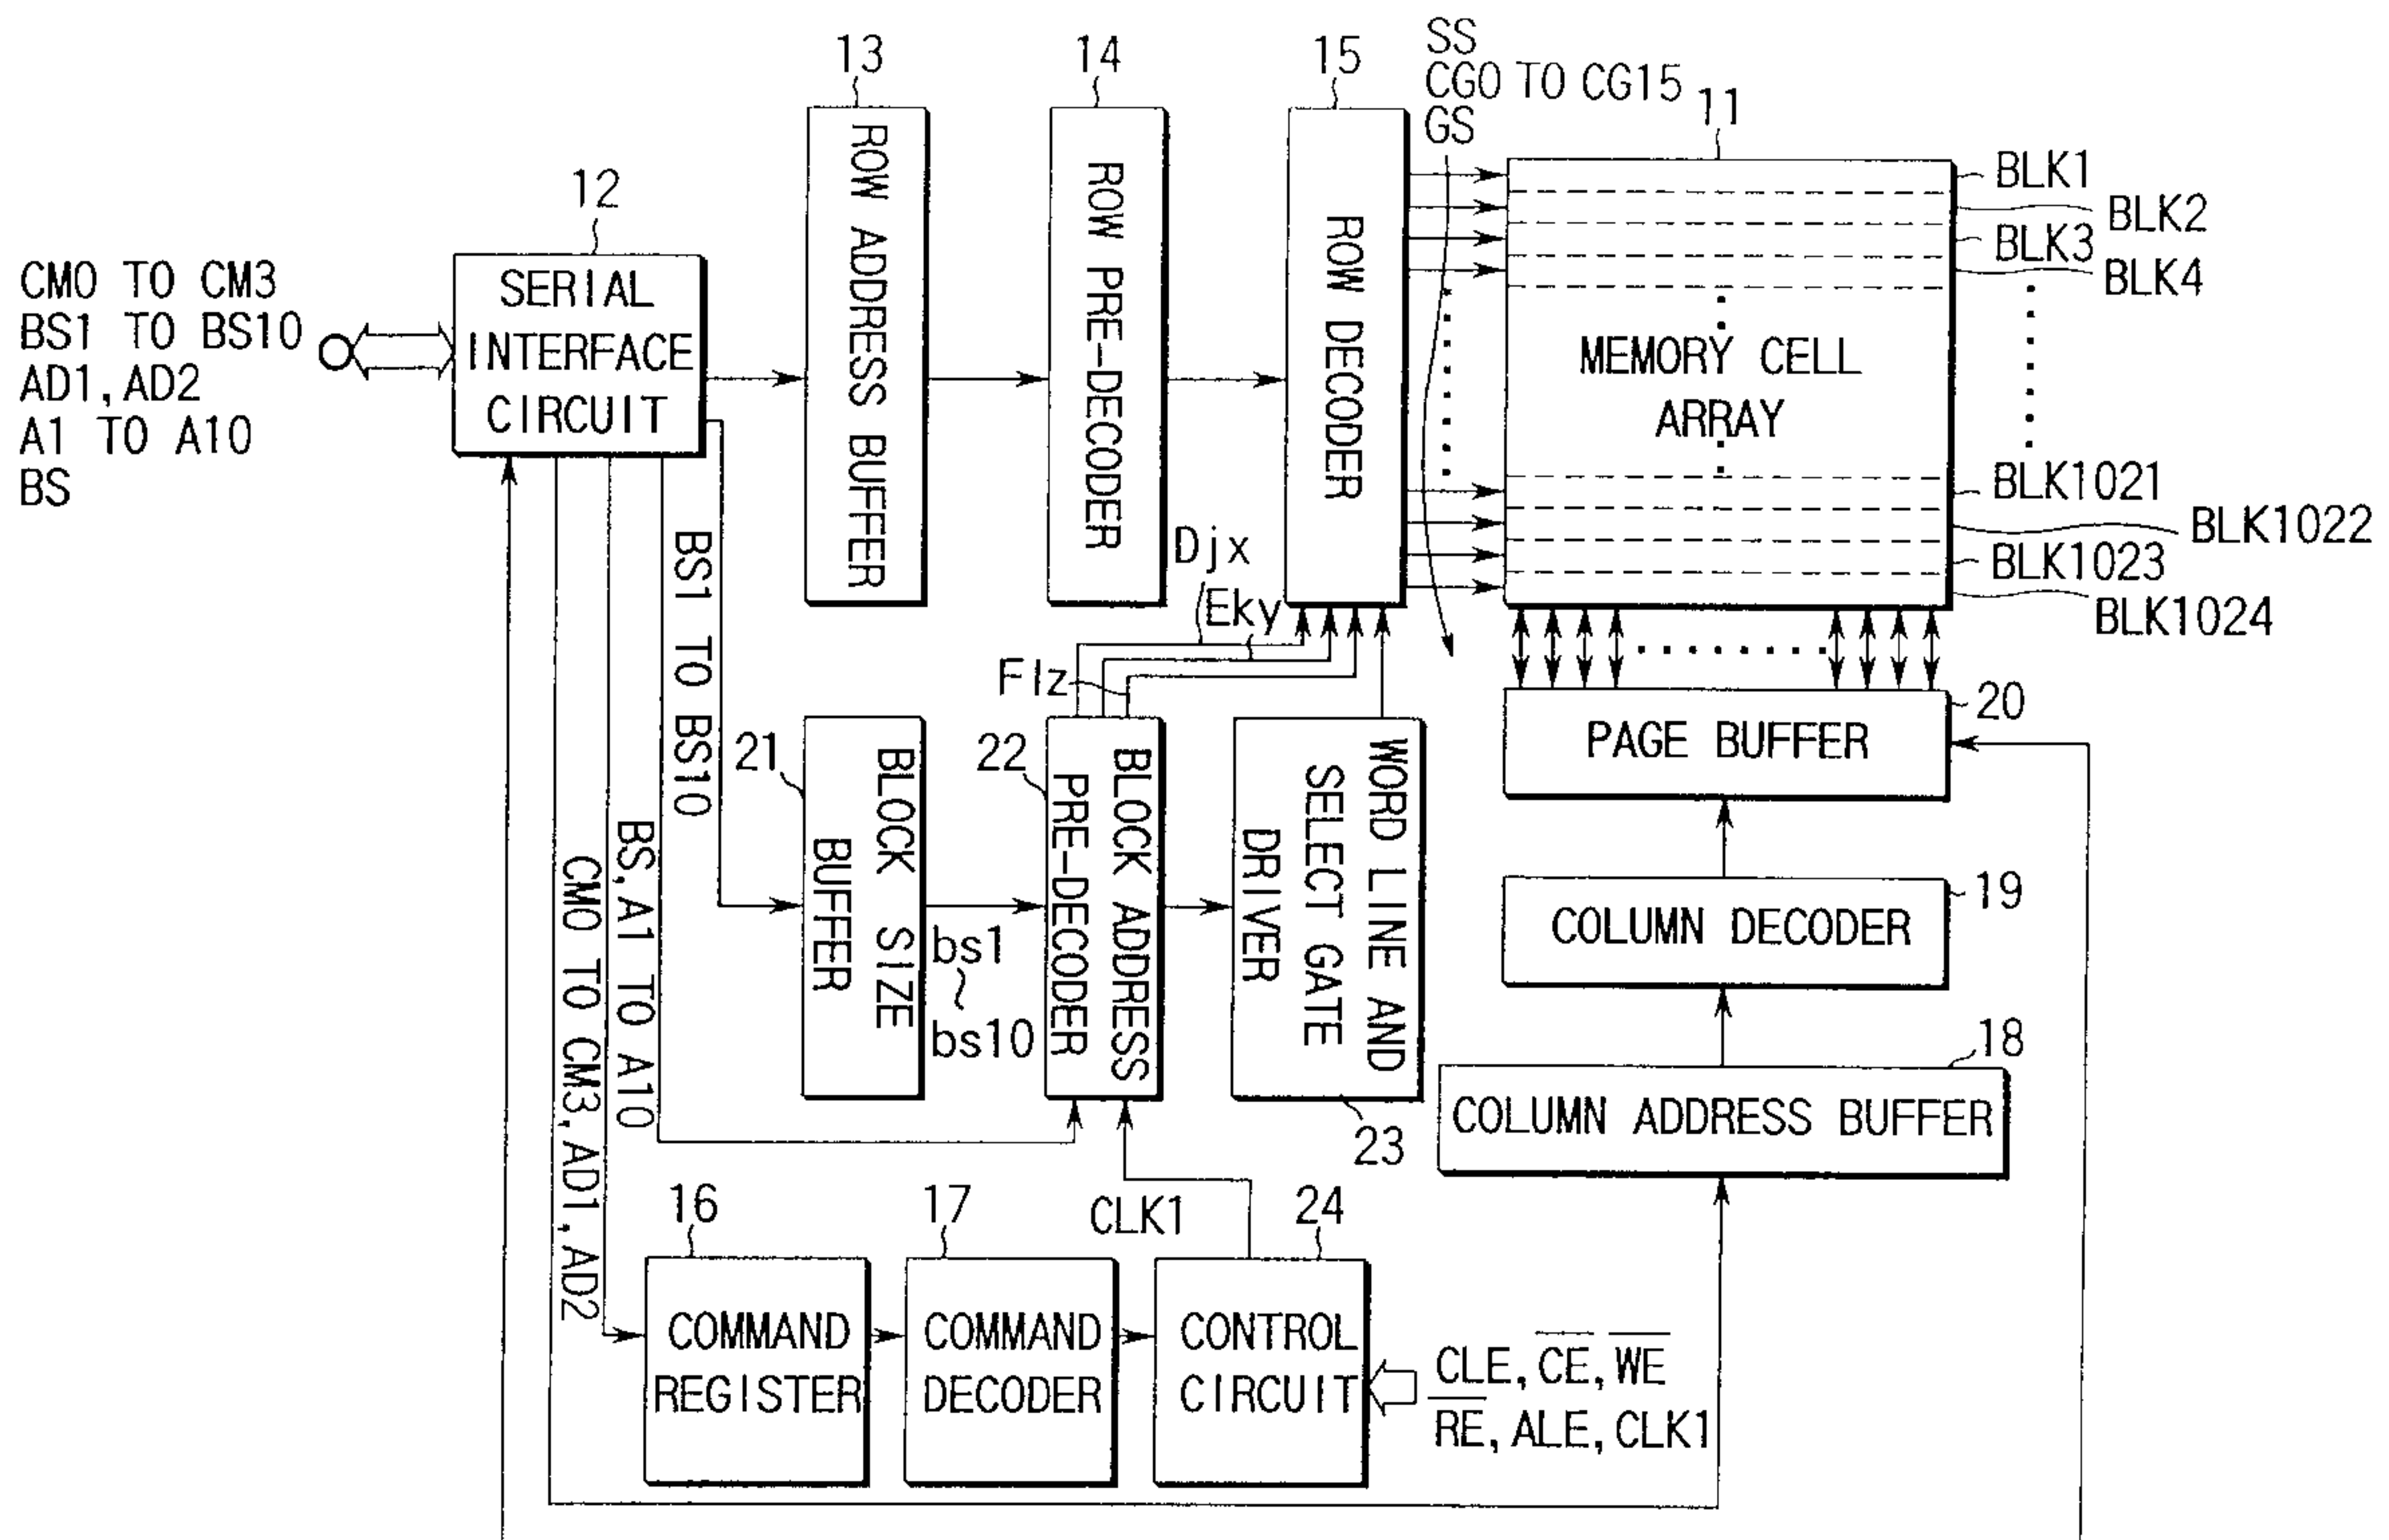 CM0 TO CM3
BS1 TO BS10
AD1, AD2
A1 TO A10
BS
12
SERIAL
INTERFACE
CIRCUIT
13
ROW ADDRESS BUFFER
14
ROW PRE-DECODER
15
ROW DECODER
SS
CG0 TO CG15
GS
11
MEMORY CELL
ARRAY
BLK1
BLK2
BLK3
BLK4
BLK1021
BLK1022
BLK1023
BLK1024
Djx
Eky
Flz
BS1 TO BS10
BS, A1 TO A10
CM0 TO CM3, AD1, AD2
21
BLOCK SIZE
BUFFER
bs1
~
bs10
22
BLOCK ADDRESS
PRE-DECODER
WORD LINE AND
SELECT GATE
DRIVER
23
20
PAGE BUFFER
19
COLUMN DECODER
18
COLUMN ADDRESS BUFFER
CLK1
16
COMMAND
REGISTER
17
COMMAND
DECODER
24
CONTROL
CIRCUIT
CLE, C̅E̅, W̅E̅
R̅E̅, ALE, CLK1